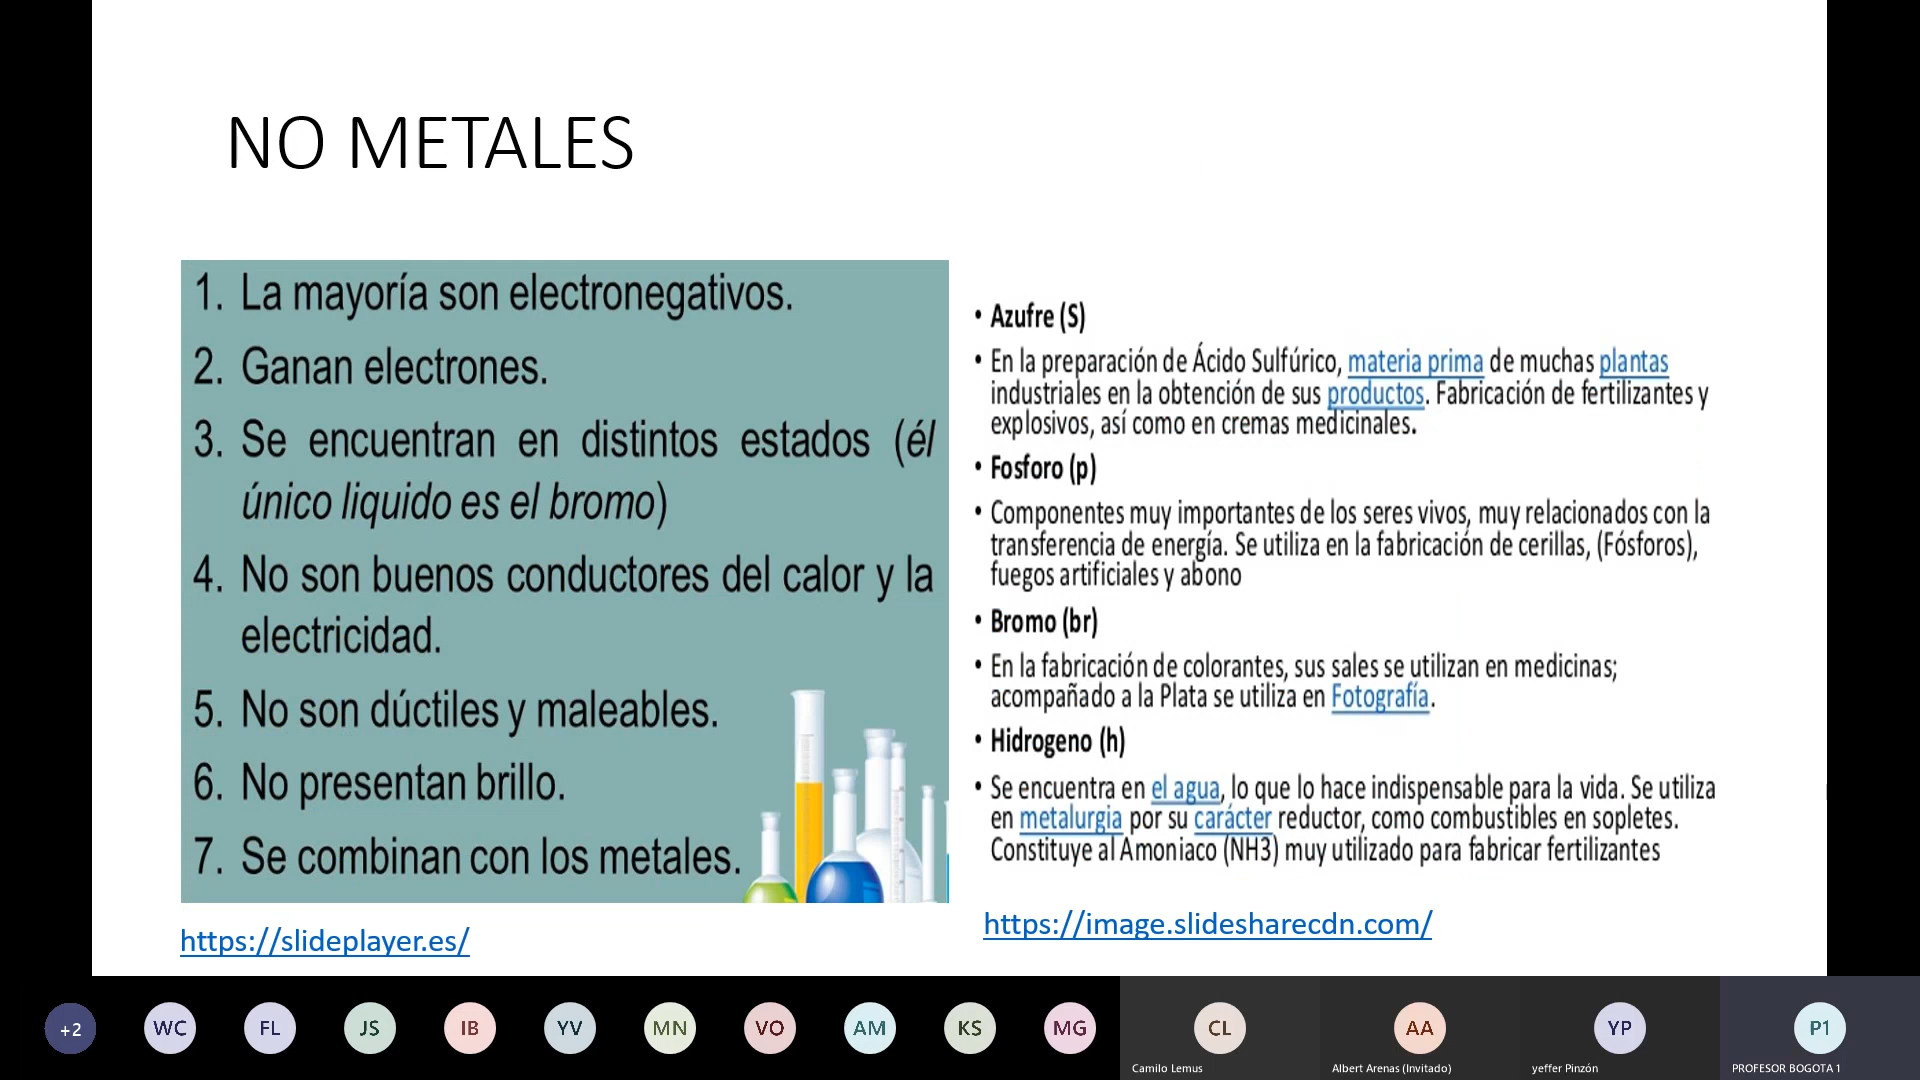 NO METALES
1. La mayoría son electronegativos.
2. Ganan electrones.
3. Se encuentran en distintos estados (él
único liquido es el bromo)
4. No son buenos conductores del calor y la
electricidad.
5. No son dúctiles y maleables.
6. No presentan brillo.
7. Se combinan con los metales.
https://slideplayer.es/
• Azufre (S)
• En la preparación de Ácido Sulfúrico, materia prima de muchas plantas
industriales en la obtención de sus productos. Fabricación de fertilizantes y
explosivos, así como en cremas medicinales.
• Fosforo (p)
• Componentes muy importantes de los seres vivos, muy relacionados con la
transferencia de energía. Se utiliza en la fabricación de cerillas, (Fósforos),
fuegos artificiales y abono
• Bromo (br)
• En la fabricación de colorantes, sus sales se utilizan en medicinas;
acompañado a la Plata se utiliza en Fotografía.
• Hidrogeno (h)
• Se encuentra en el agua, lo que lo hace indispensable para la vida. Se utiliza
en metalurgia por su carácter reductor, como combustibles en sopletes.
Constituye al Amoniaco (NH3) muy utilizado para fabricar fertilizantes
https://image.slidesharecdn.com/
+2 WC FL JS IB YV MN VO AM KS MG CL AA YP P1
Camilo Lemus Albert Arenas (Invitado) yeffer Pinzón PROFESOR BOGOTA 1